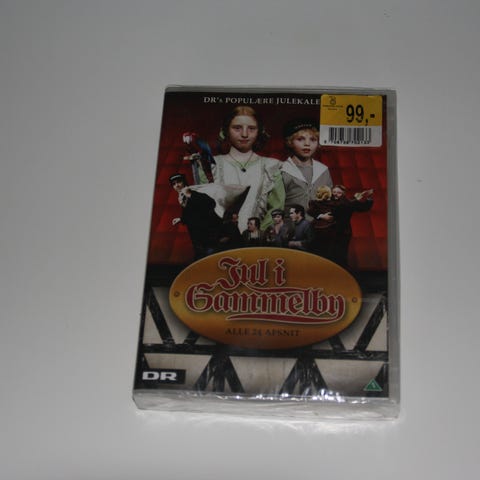 DR's POPULÆRE JULEKALE
99,-
Jul i
Gammelby
ALLE 24 AFSNIT
DR